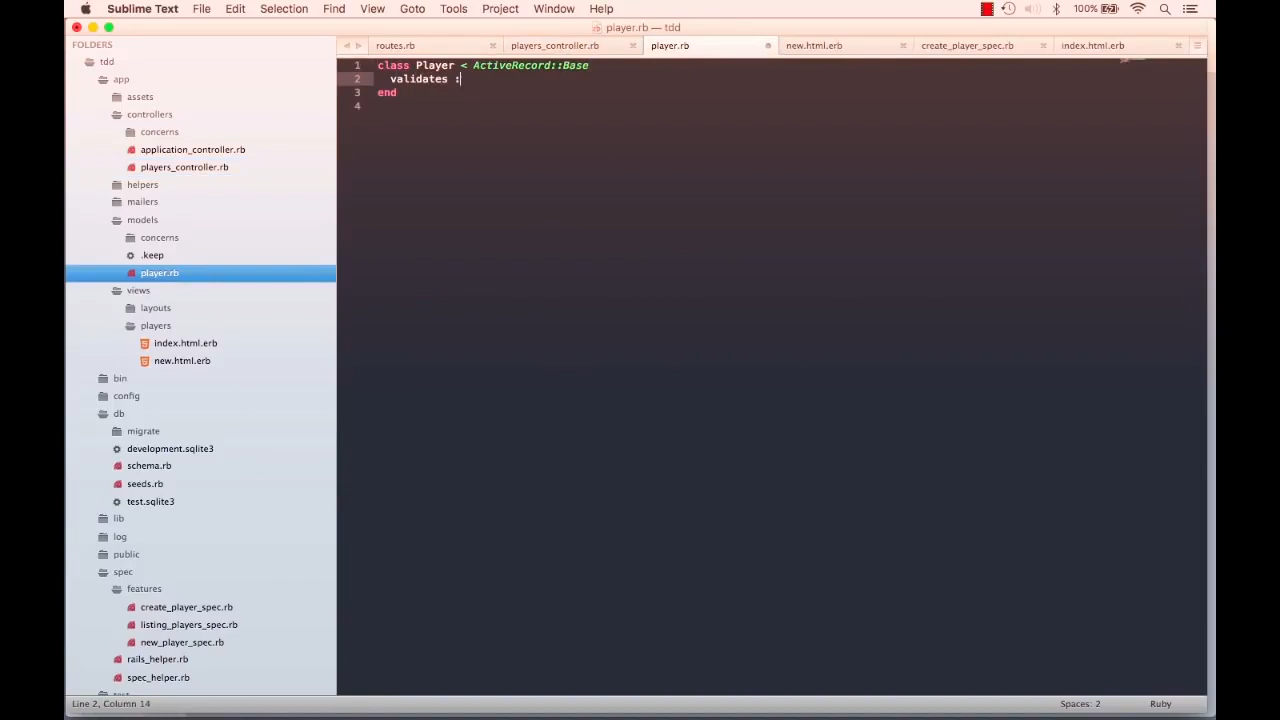 Sublime Text File Edit Selection Find View Goto Tools Project Window Help 100%
player.rb — tdd
FOLDERS
routes.rb players_controller.rb player.rb new.html.erb create_player_spec.rb index.html.erb
tdd
app
assets
controllers
concerns
application_controller.rb
players_controller.rb
helpers
mailers
models
concerns
.keep
player.rb
views
layouts
players
index.html.erb
new.html.erb
bin
config
db
migrate
development.sqlite3
schema.rb
seeds.rb
test.sqlite3
lib
log
public
spec
features
create_player_spec.rb
listing_players_spec.rb
new_player_spec.rb
rails_helper.rb
spec_helper.rb
1 class Player < ActiveRecord::Base
2 validates :
3 end
4
Line 2, Column 14 Spaces: 2 Ruby